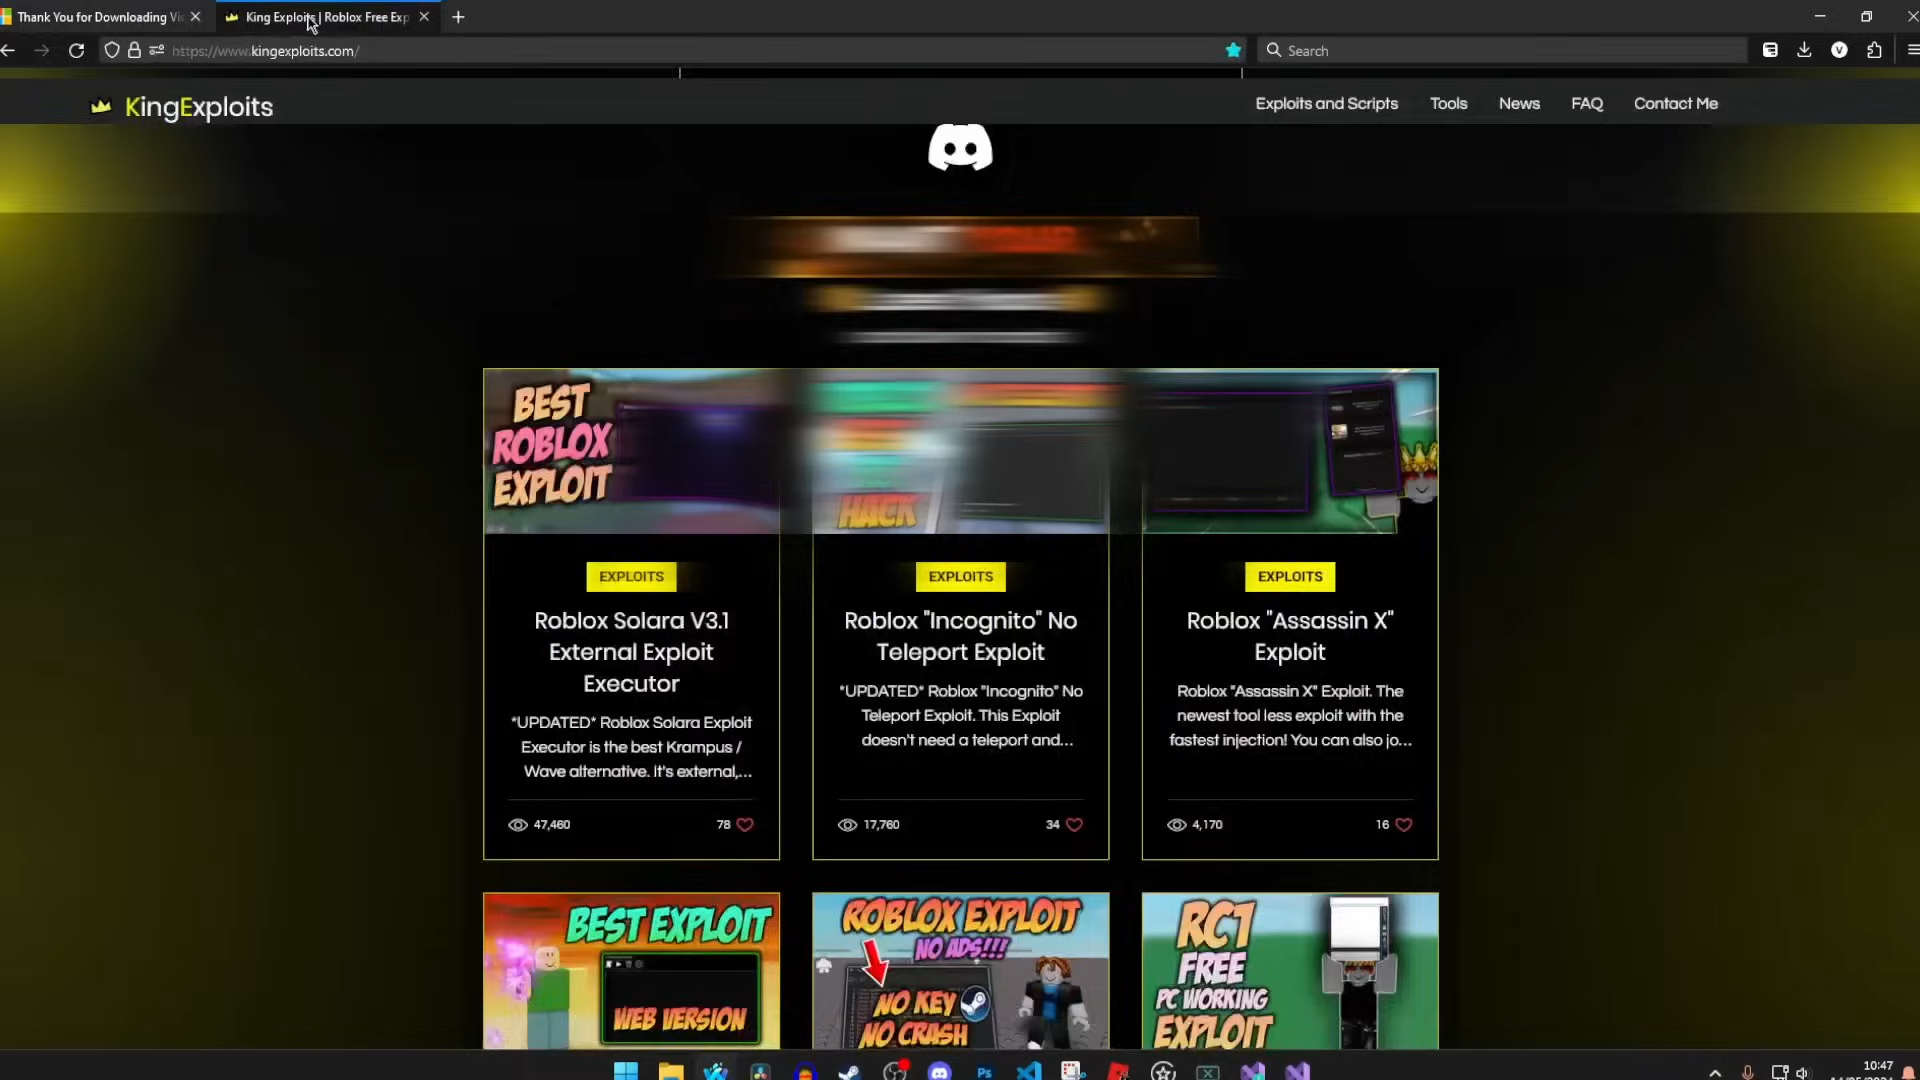 Thank You for Downloading Vi
King Exploits | Roblox Free Exp
https://www.kingexploits.com/
Search
KingExploits
Exploits and Scripts
Tools
News
FAQ
Contact Me
BEST
ROBLOX
EXPLOIT
HACK
EXPLOITS
Roblox Solara V3.1
External Exploit
Executor
*UPDATED* Roblox Solara Exploit
Executor is the best Krampus /
Wave alternative. It's external,...
47,460
78
EXPLOITS
Roblox "Incognito" No
Teleport Exploit
*UPDATED* Roblox "Incognito" No
Teleport Exploit. This Exploit
doesn't need a teleport and...
17,760
34
EXPLOITS
Roblox "Assassin X"
Exploit
Roblox "Assassin X" Exploit. The
newest tool less exploit with the
fastest injection! You can also jo...
4,170
16
BEST EXPLOIT
WEB VERSION
ROBLOX EXPLOIT
NO ADS!!!
NO KEY
NO CRASH
RC7
FREE
PC WORKING
EXPLOIT
Ps
10:47